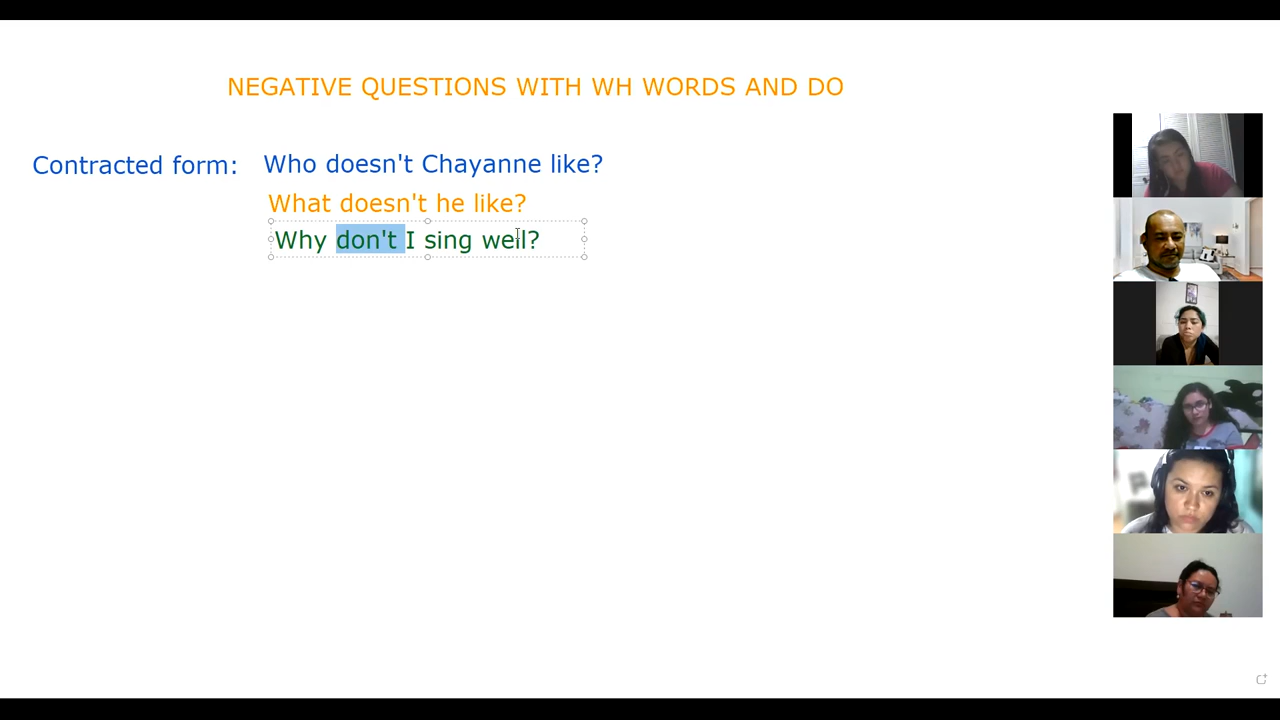 NEGATIVE QUESTIONS WITH WH WORDS AND DO
Contracted form: Who doesn't Chayanne like?
What doesn't he like?
Why don't I sing well?